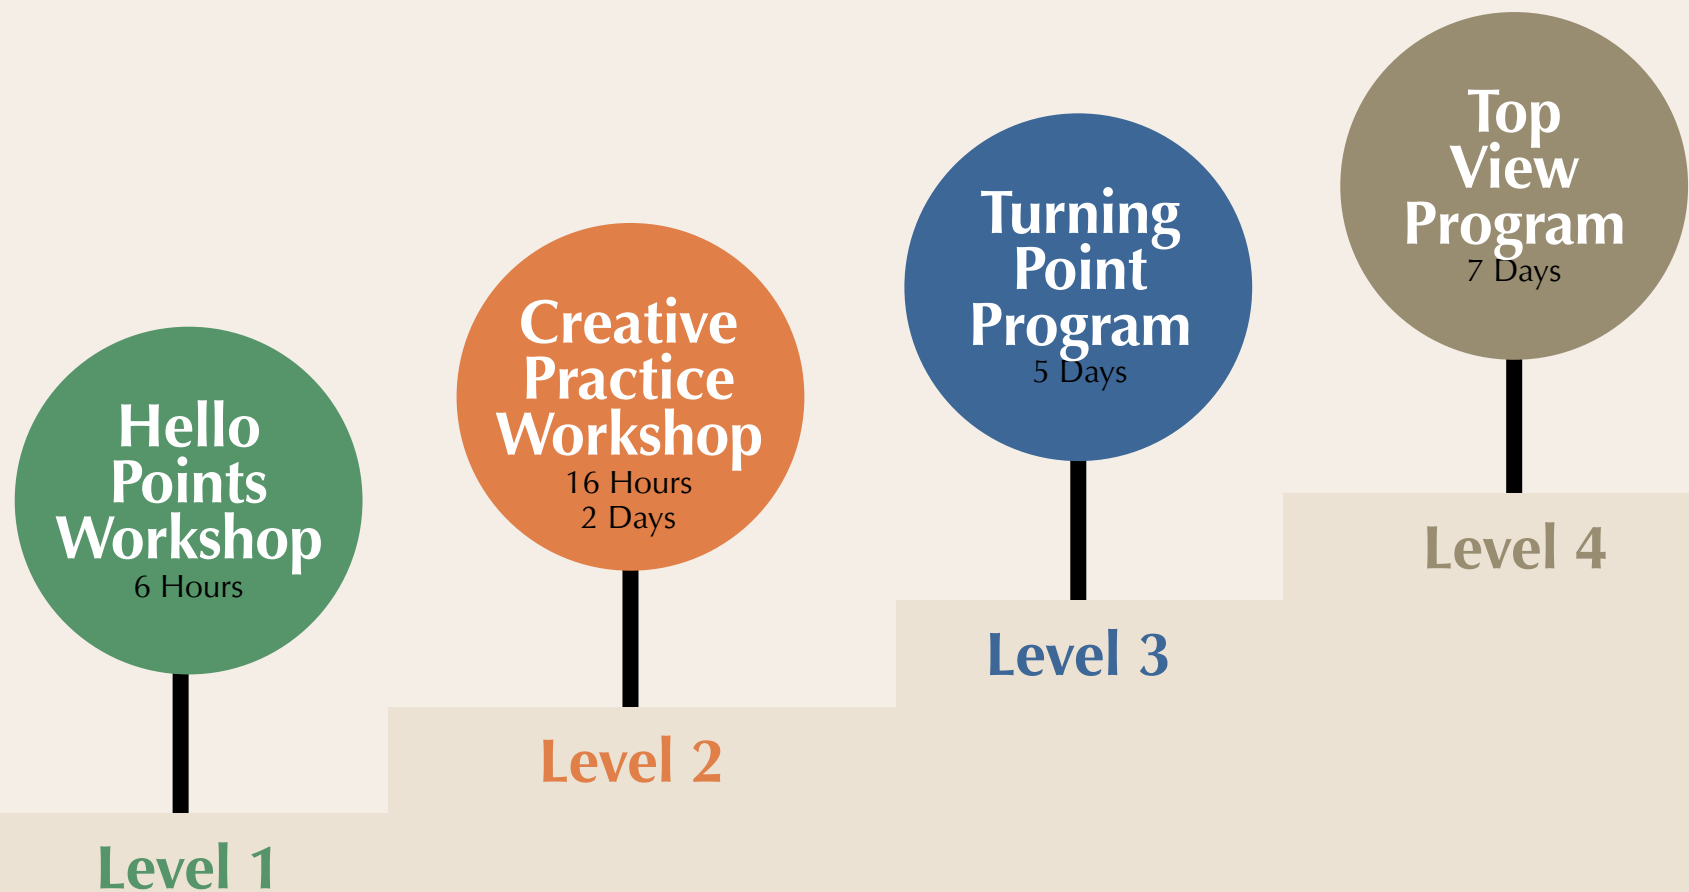 Hello
Points
Workshop
6 Hours
Level 1
Creative
Practice
Workshop
16 Hours
2 Days
Level 2
Turning
Point
Program
5 Days
Level 3
Top
View
Program
7 Days
Level 4